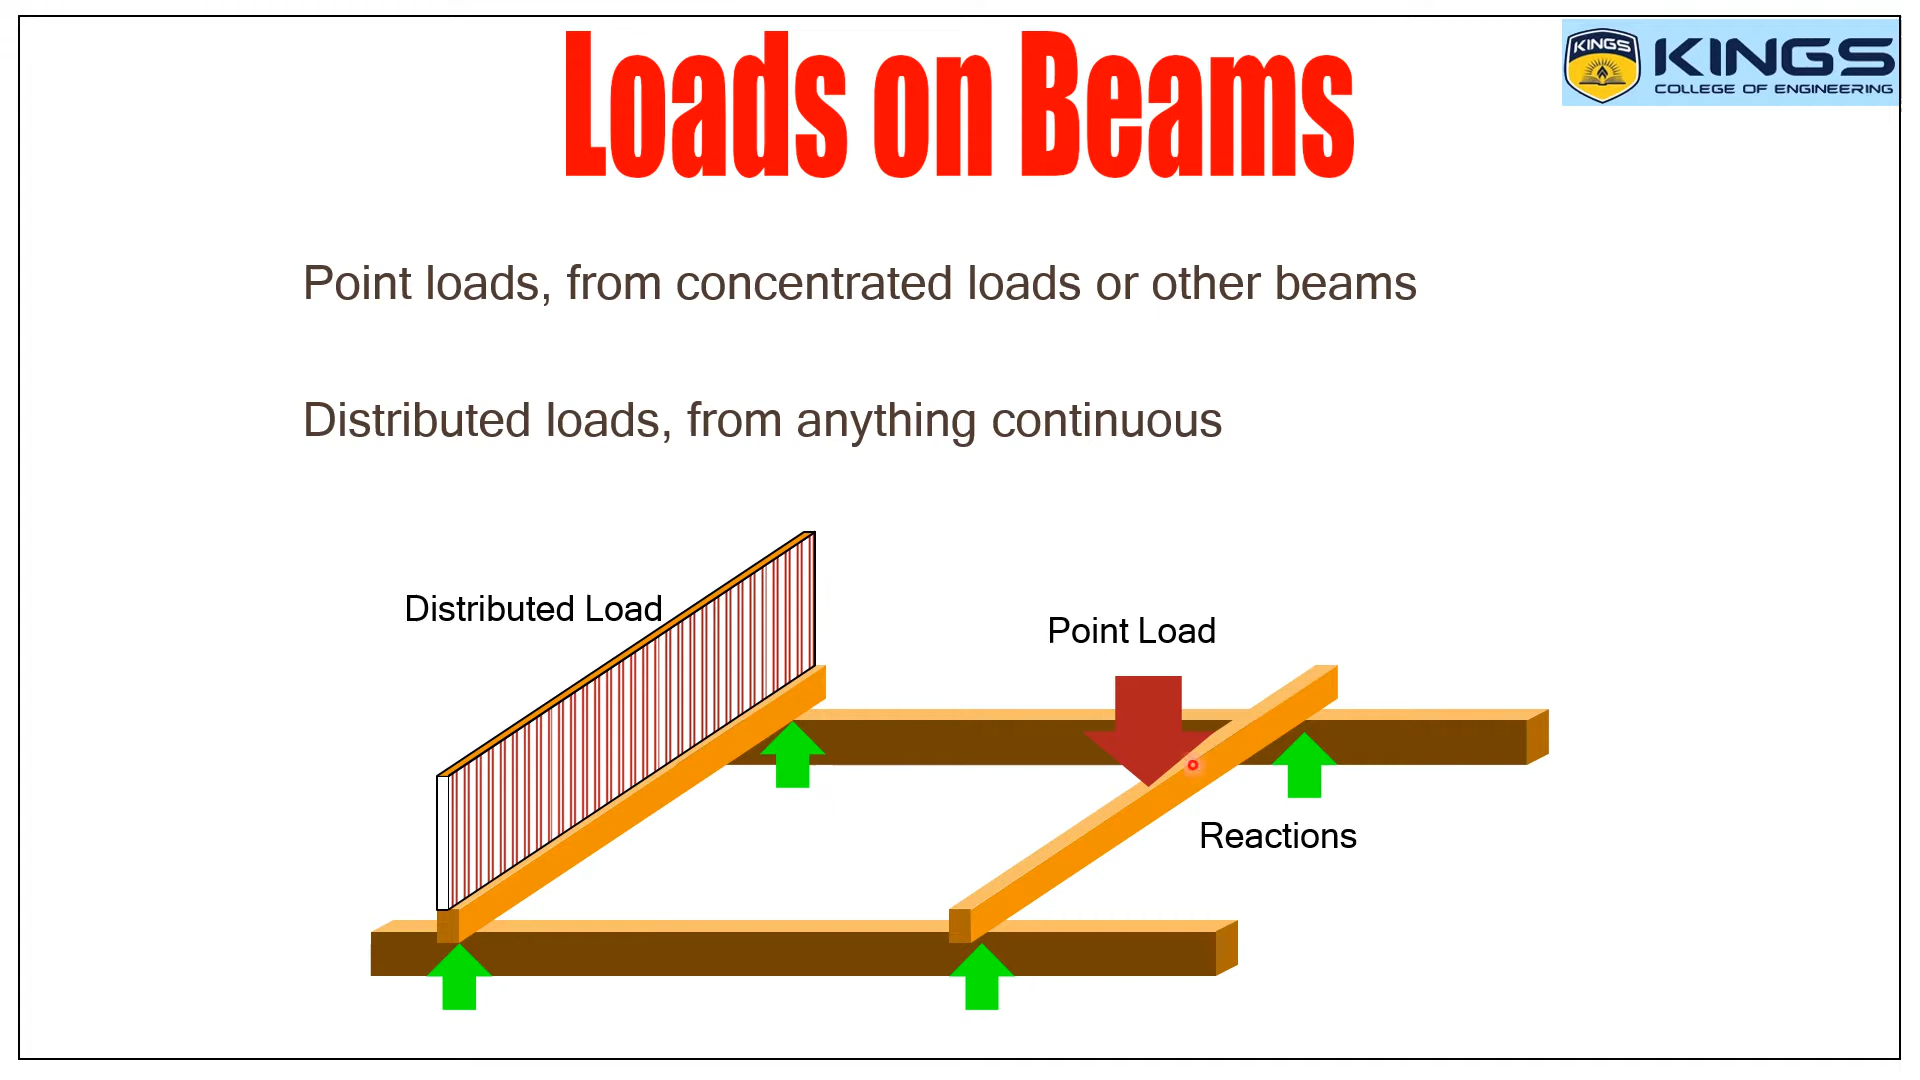 Loads on Beams
KINGS
KINGS
COLLEGE OF ENGINEERING
Point loads, from concentrated loads or other beams
Distributed loads, from anything continuous
Distributed Load
Point Load
Reactions